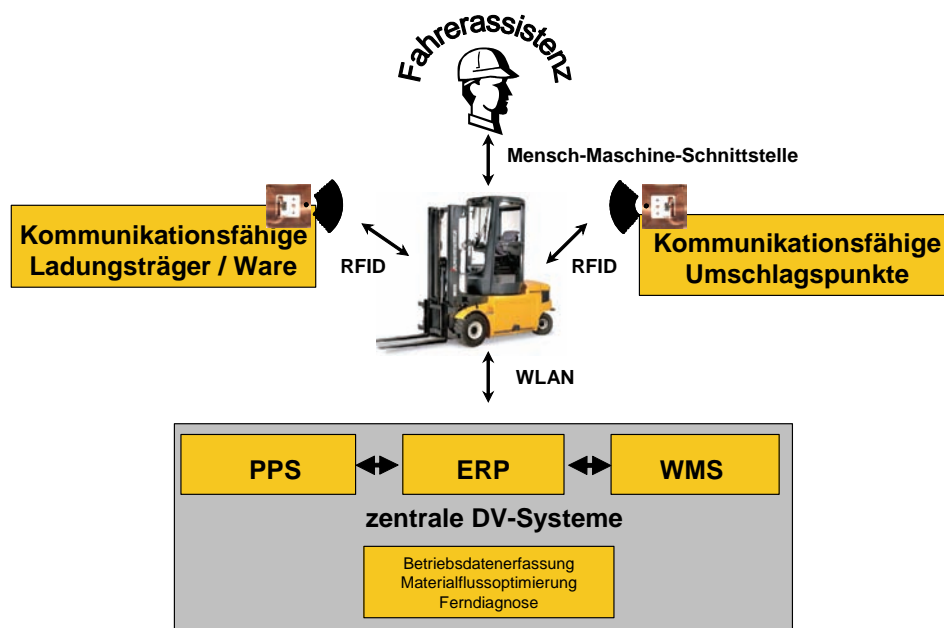 Fahrerassistenz
Mensch-Maschine-Schnittstelle
Kommunikationsfähige
Ladungsträger / Ware
RFID
RFID
Kommunikationsfähige
Umschlagspunkte
WLAN
PPS
ERP
WMS
zentrale DV-Systeme
Betriebsdatenerfassung
Materialflussoptimierung
Ferndiagnose